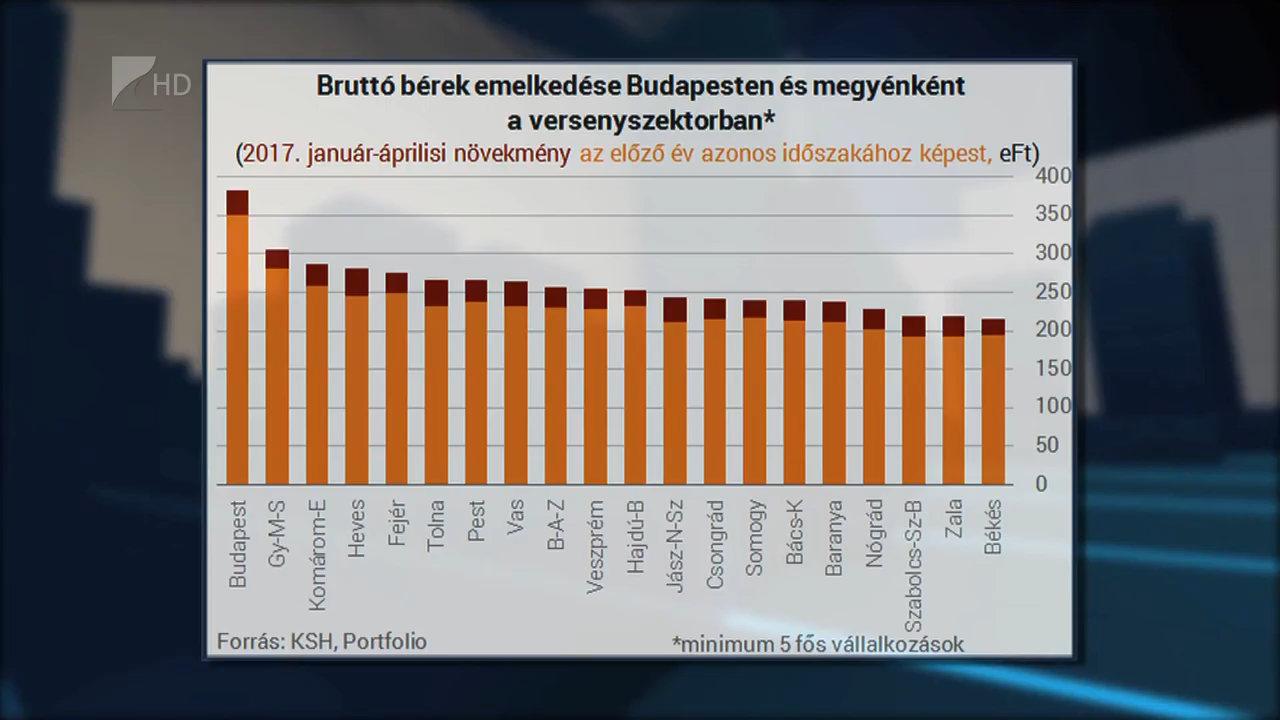 HD
Bruttó bérek emelkedése Budapesten és megyénként
a versenyszektorban*
(2017. január-áprilisi növekmény az előző év azonos időszakához képest, eFt)
400
350
300
250
200
150
100
50
0
Budapest
Gy-M-S
Komárom-E
Heves
Fejér
Tolna
Pest
Vas
B-A-Z
Veszprém
Hajdú-B
Jász-N-Sz
Csongrád
Somogy
Bács-K
Baranya
Nógrád
Szabolcs-Sz-B
Zala
Békés
Forrás: KSH, Portfolio
*minimum 5 fős vállalkozások